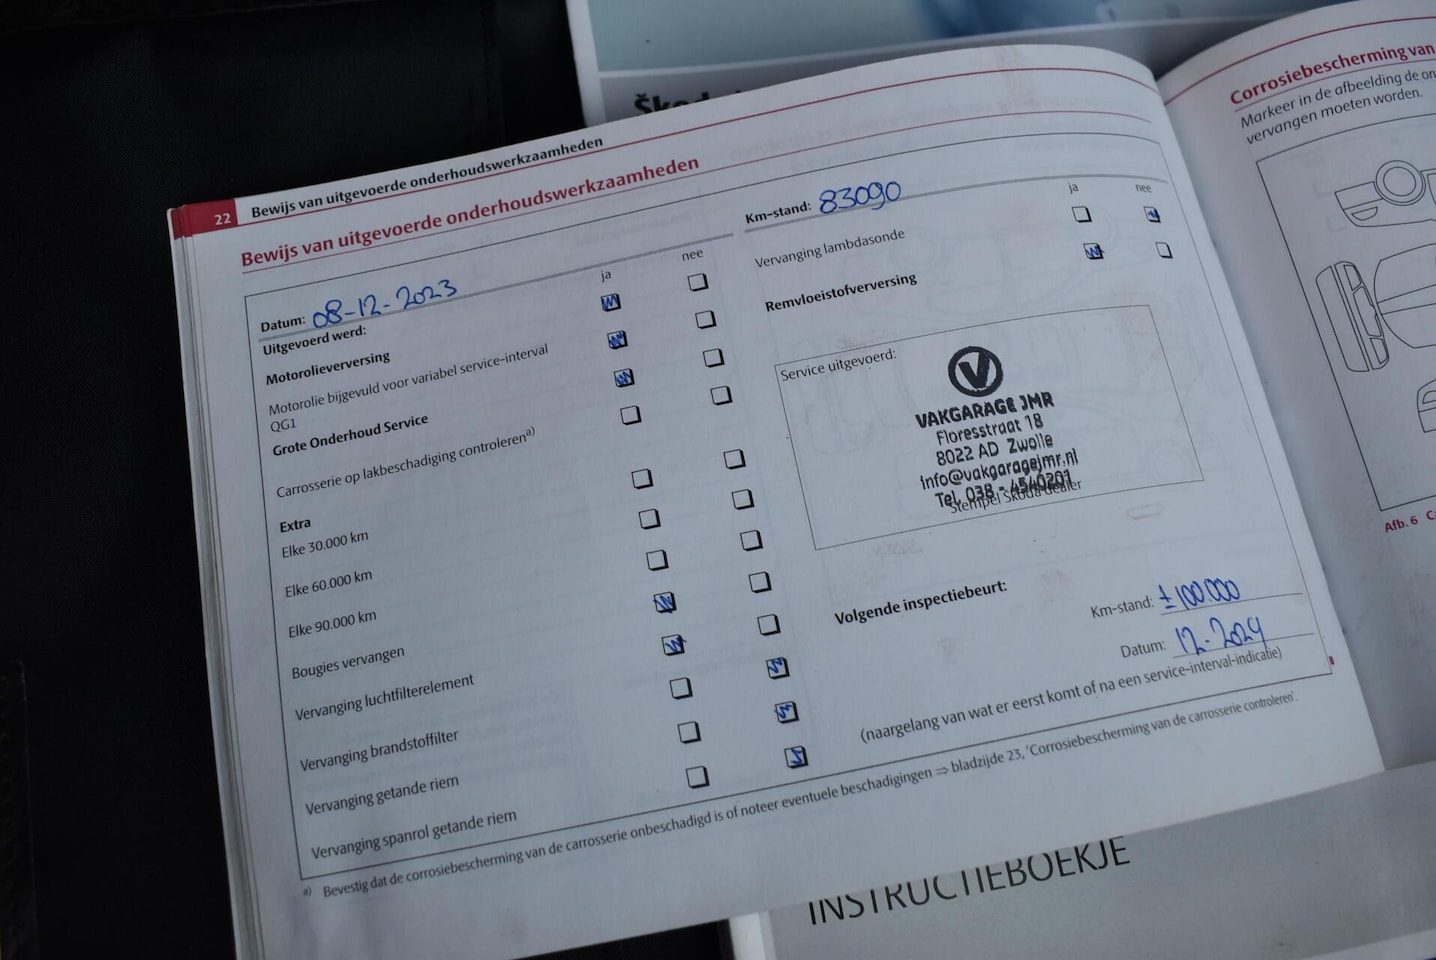 Škoda
22 Bewijs van uitgevoerde onderhoudswerkzaamheden
Bewijs van uitgevoerde onderhoudswerkzaamheden
Datum: 08-12-2023
ja nee
Uitgevoerd werd:
Motorolieverversing
Motorolie bijgevuld voor variabel service-interval
QG1
Grote Onderhoud Service
Carrosserie op lakbeschadiging controleren a)
Extra
Elke 30.000 km
Elke 60.000 km
Elke 90.000 km
Bougies vervangen
Vervanging luchtfilterelement
Vervanging brandstoffilter
Vervanging getande riem
Vervanging spanrol getande riem
Km-stand: 83090
ja nee
Vervanging lambdasonde
Remvloeistofverversing
Service uitgevoerd:
V
VAKGARAGE JMR
Floresstraat 18
8022 AD Zwolle
info@vakgaragejmr.nl
Tel. 038 - 4540201
Stempel Škoda dealer
Volgende inspectiebeurt:
Km-stand: ± 100.000
Datum: 12-2024
(naargelang van wat er eerst komt of na een service-interval-indicatie)
a) Bevestig dat de corrosiebescherming van de carrosserie onbeschadigd is of noteer eventuele beschadigingen ⇒ bladzijde 23, 'Corrosiebescherming van de carrosserie controleren'.
Corrosiebescherming van
Markeer in de afbeelding de
vervangen moeten worden.
Afb. 6
INSTRUCTIEBOEKJE